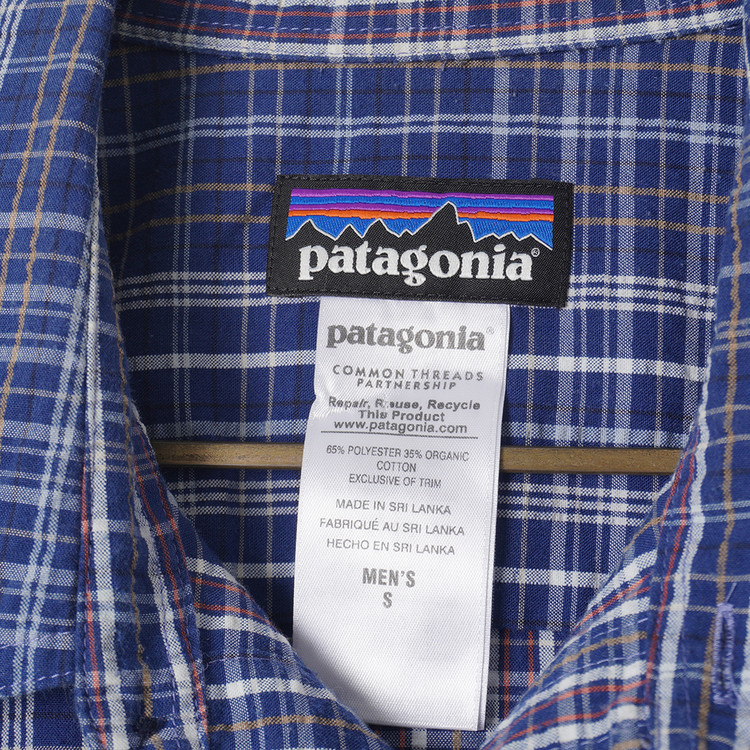 patagonia®
patagonia®
COMMON THREADS
PARTNERSHIP
Repair, Reuse, Recycle
This Product
www.patagonia.com
65% POLYESTER 35% ORGANIC
COTTON
EXCLUSIVE OF TRIM
MADE IN SRI LANKA
FABRIQUÉ AU SRI LANKA
HECHO EN SRI LANKA
MEN'S
S